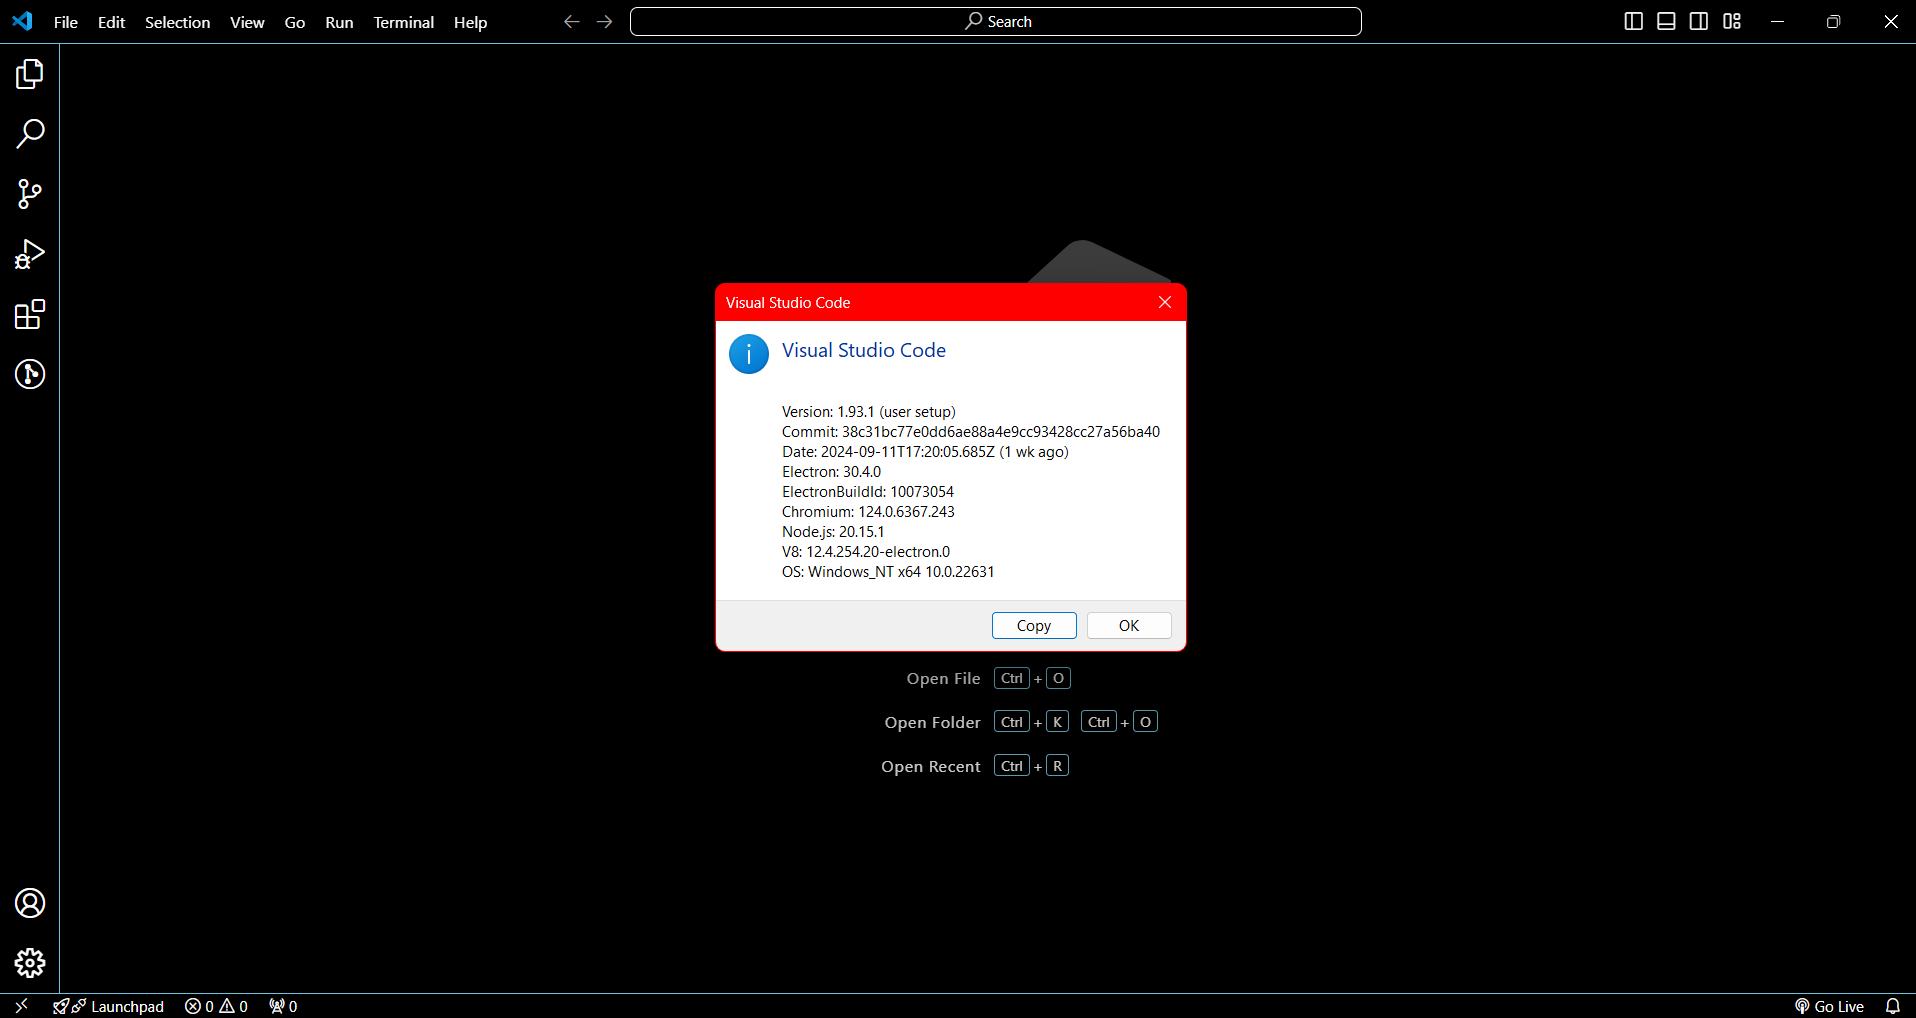 File Edit Selection View Go Run Terminal Help
Search
Visual Studio Code
Visual Studio Code
Version: 1.93.1 (user setup)
Commit: 38c31bc77e0dd6ae88a4e9cc93428cc27a56ba40
Date: 2024-09-11T17:20:05.685Z (1 wk ago)
Electron: 30.4.0
ElectronBuildId: 10073054
Chromium: 124.0.6367.243
Node.js: 20.15.1
V8: 12.4.254.20-electron.0
OS: Windows_NT x64 10.0.22631
Copy OK
Open File Ctrl + O
Open Folder Ctrl + K Ctrl + O
Open Recent Ctrl + R
Launchpad 0 0 0 Go Live